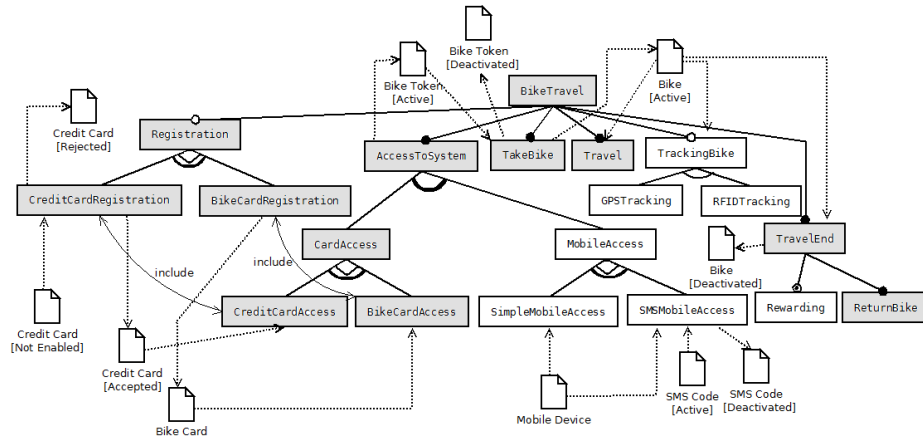 Bike Token
[Deactivated]
Bike Token
[Active]
Bike
[Active]
BikeTravel
Credit Card
[Rejected]
Registration
AccessToSystem
TakeBike
Travel
TrackingBike
CreditCardRegistration
BikeCardRegistration
GPSTracking
RFIDTracking
CardAccess
MobileAccess
TravelEnd
include
include
Bike
[Deactivated]
CreditCardAccess
BikeCardAccess
SimpleMobileAccess
SMSMobileAccess
Rewarding
ReturnBike
Credit Card
[Not Enabled]
Credit Card
[Accepted]
Bike Card
Mobile Device
SMS Code
[Active]
SMS Code
[Deactivated]